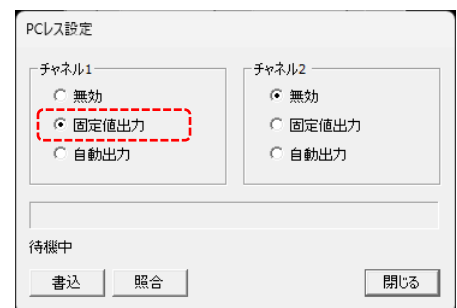 PCレス設定
チャネル1
無効
固定値出力
自動出力
チャネル2
無効
固定値出力
自動出力
待機中
書込
照合
閉じる